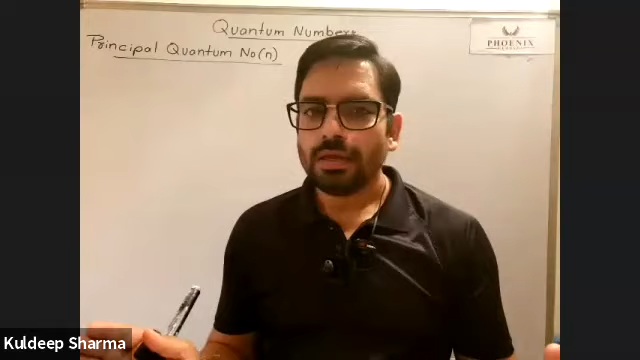 Quantum Numbers
Principal Quantum No(n)
PHOENIX
Kuldeep Sharma